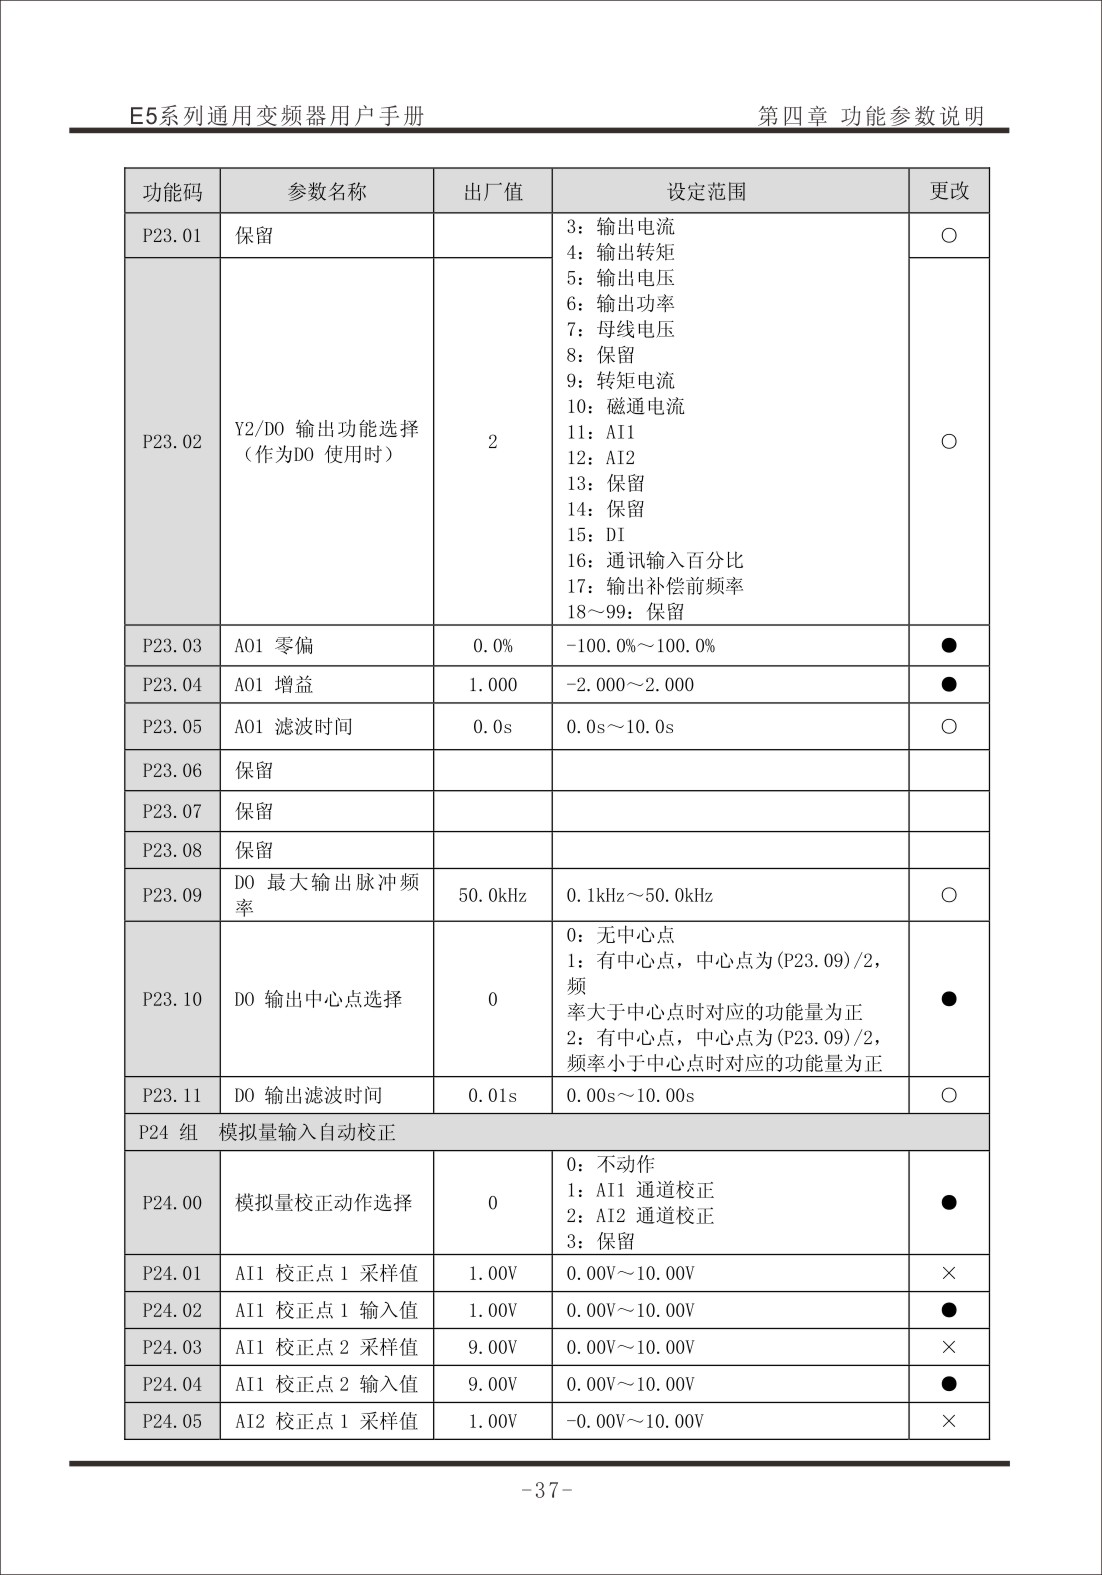 E5系列通用变频器用户手册
第四章 功能参数说明
功能码 参数名称 出厂值 设定范围 更改
P23.01 保留 ○
3：输出电流
4：输出转矩
5：输出电压
6：输出功率
7：母线电压
8：保留
9：转矩电流
10：磁通电流
11：AI1
12：AI2
13：保留
14：保留
15：DI
16：通讯输入百分比
17：输出补偿前频率
18～99：保留
P23.02
Y2/DO 输出功能选择
（作为DO 使用时）
2 ○
P23.03 AO1 零偏 0.0% -100.0%～100.0% ●
P23.04 AO1 增益 1.000 -2.000～2.000 ●
P23.05 AO1 滤波时间 0.0s 0.0s～10.0s ○
P23.06 保留
P23.07 保留
P23.08 保留
P23.09
DO 最大输出脉冲频
率
50.0kHz 0.1kHz～50.0kHz ○
P23.10 DO 输出中心点选择 0
0：无中心点
1：有中心点，中心点为(P23.09)/2，
频
率大于中心点时对应的功能量为正
2：有中心点，中心点为(P23.09)/2，
频率小于中心点时对应的功能量为正
●
P23.11 DO 输出滤波时间 0.01s 0.00s～10.00s ○
P24 组 模拟量输入自动校正
P24.00 模拟量校正动作选择 0
0：不动作
1：AI1 通道校正
2：AI2 通道校正
3：保留
●
P24.01 AI1 校正点1 采样值 1.00V 0.00V～10.00V ×
P24.02 AI1 校正点1 输入值 1.00V 0.00V～10.00V ●
P24.03 AI1 校正点2 采样值 9.00V 0.00V～10.00V ×
P24.04 AI1 校正点2 输入值 9.00V 0.00V～10.00V ●
P24.05 AI2 校正点1 采样值 1.00V -0.00V～10.00V ×
-37-